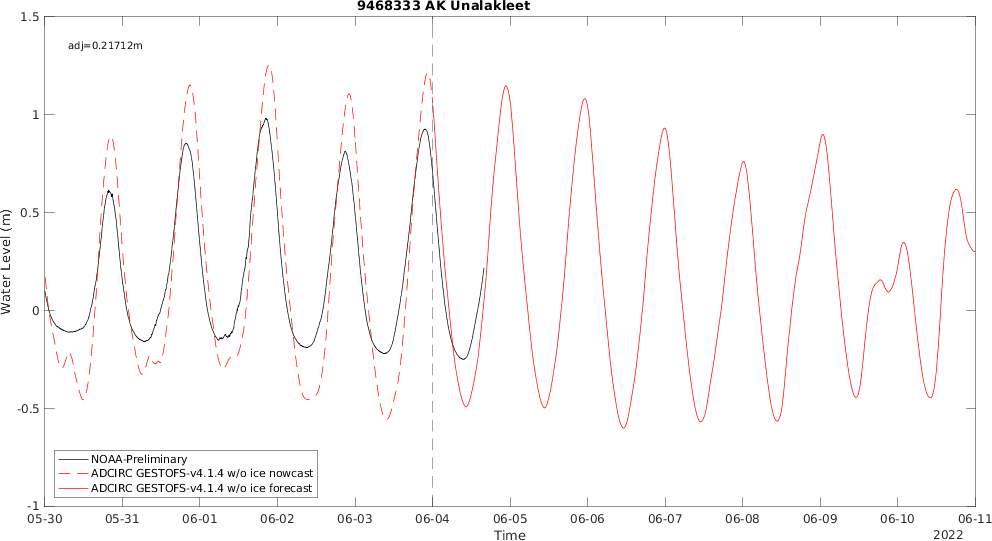 9468333 AK Unalakleet
adj=0.21712m
1.5
1
0.5
0
-0.5
-1
Water Level (m)
NOAA-Preliminary
ADCIRC GESTOFS-v4.1.4 w/o ice nowcast
ADCIRC GESTOFS-v4.1.4 w/o ice forecast
05-30 05-31 06-01 06-02 06-03 06-04 06-05 06-06 06-07 06-08 06-09 06-10 06-11
Time
2022